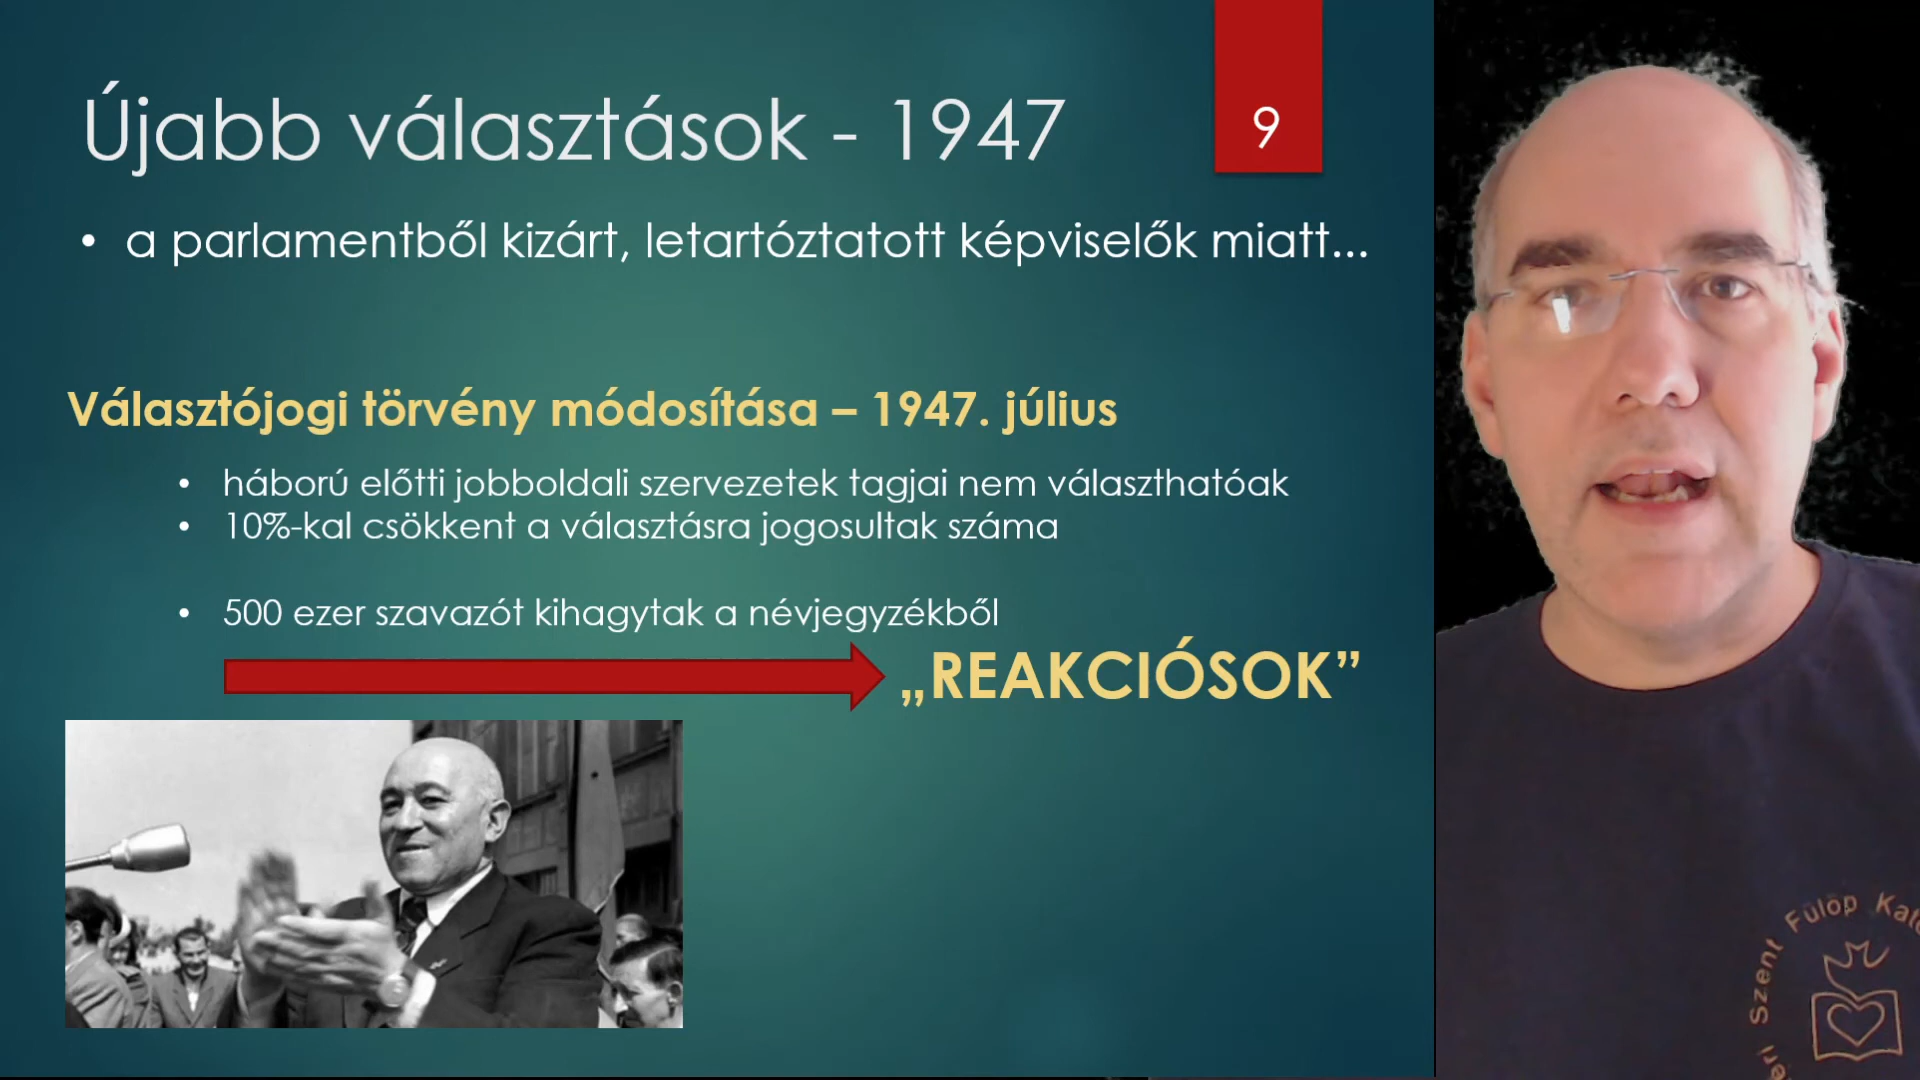 Újabb választások - 1947
9
• a parlamentből kizárt, letartóztatott képviselők miatt...
Választójogi törvény módosítása – 1947. július
• háború előtti jobboldali szervezetek tagjai nem választhatóak
• 10%-kal csökkent a választásra jogosultak száma
• 500 ezer szavazót kihagytak a névjegyzékből
„REAKCIÓSOK”
Szent Fülöp